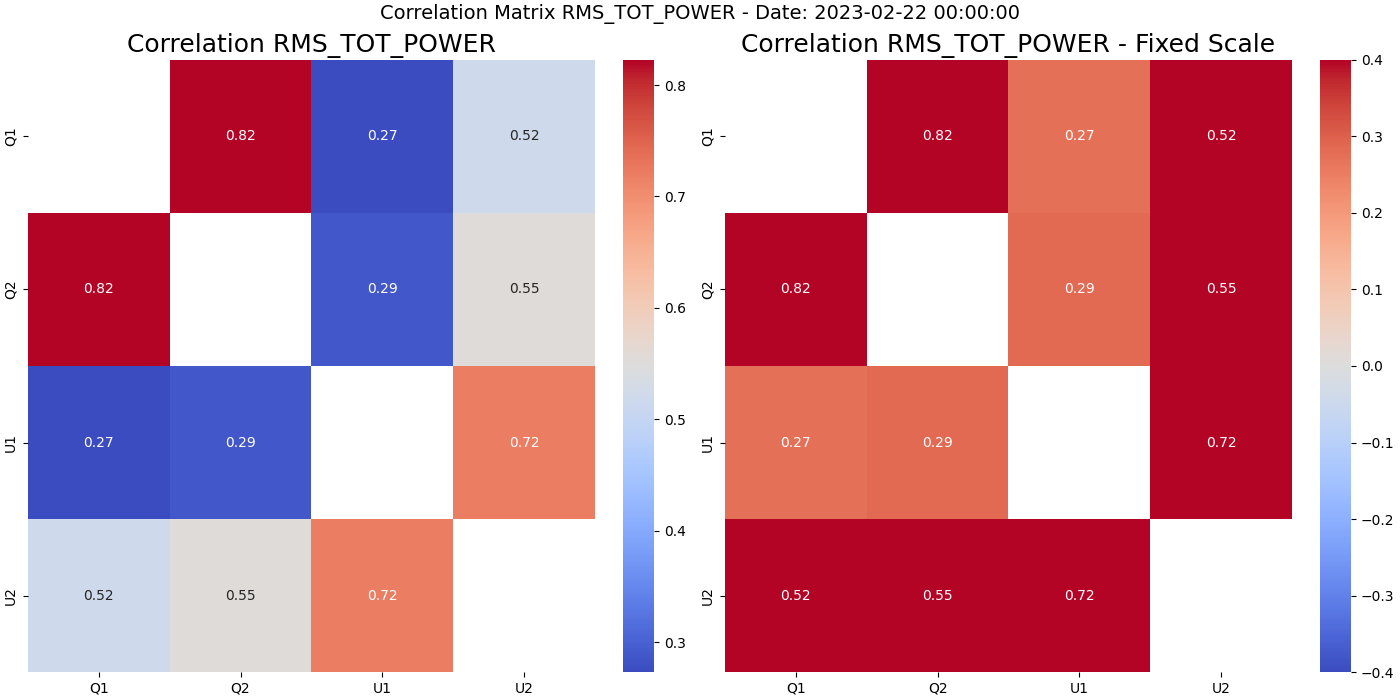 Correlation Matrix RMS_TOT_POWER - Date: 2023-02-22 00:00:00
Correlation RMS_TOT_POWER
Q1
0.82
0.27
0.52
Q2
0.82
0.29
0.55
U1
0.27
0.29
0.72
U2
0.52
0.55
0.72
Q1
Q2
U1
U2
0.8
0.7
0.6
0.5
0.4
0.3
Correlation RMS_TOT_POWER - Fixed Scale
Q1
0.82
0.27
0.52
Q2
0.82
0.29
0.55
U1
0.27
0.29
0.72
U2
0.52
0.55
0.72
Q1
Q2
U1
U2
0.4
0.3
0.2
0.1
0.0
−0.1
−0.2
−0.3
−0.4